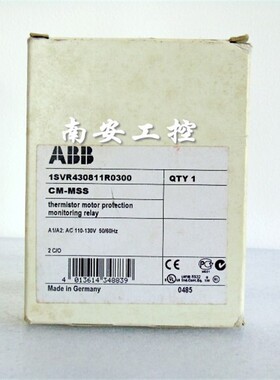 南安工控
ABB
1SVR430811R0300
QTY 1
CM-MSS
thermistor motor protection
monitoring relay
A1/A2: AC 110-130V 50/60Hz
2 C/O
4 013614 348839
Made in Germany
0485